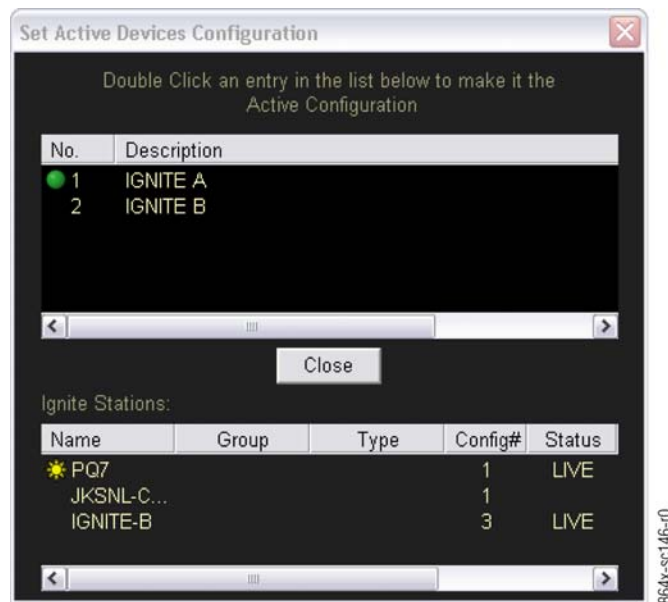 Set Active Devices Configuration
Double Click an entry in the list below to make it the
Active Configuration
No. Description
1 IGNITE A
2 IGNITE B
Close
Ignite Stations:
Name Group Type Config# Status
PQ7 1 LIVE
JKSNL-C... 1
IGNITE-B 3 LIVE
864x-sc146-r0